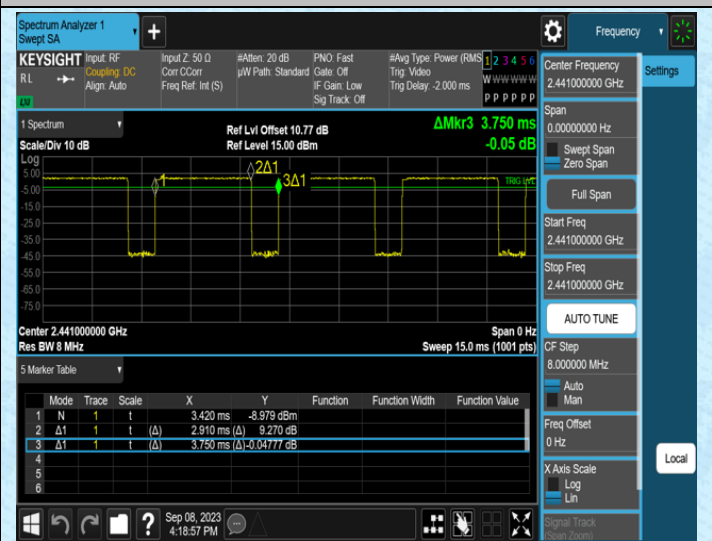 Spectrum Analyzer 1
Swept SA
+
Frequency
KEYSIGHT
RL
LXI
Input: RF
Coupling: DC
Align: Auto
Input Z: 50 Ω
Corr CCorr
Freq Ref: Int (S)
#Atten: 20 dB
µW Path: Standard
PNO: Fast
Gate: Off
IF Gain: Low
Sig Track: Off
#Avg Type: Power (RMS
Trig: Video
Trig Delay: -2.000 ms
1 2 3 4 5 6
W W W W W W
P P P P P P
1 Spectrum
Scale/Div 10 dB
Ref Lvl Offset 10.77 dB
Ref Level 15.00 dBm
ΔMkr3 3.750 ms
-0.05 dB
Log
5.00
-5.00
-15.0
-25.0
-35.0
-45.0
-55.0
-65.0
-75.0
1
2Δ1
3Δ1
TRIG LVL
Center 2.441000000 GHz
Res BW 8 MHz
Span 0 Hz
Sweep 15.0 ms (1001 pts)
5 Marker Table
Mode Trace Scale X Y Function Function Width Function Value
1 N 1 t 3.420 ms -8.979 dBm
2 Δ1 1 t (Δ) 2.910 ms (Δ) 9.270 dB
3 Δ1 1 t (Δ) 3.750 ms (Δ) -0.04777 dB
4
5
6
?
Sep 08, 2023
4:18:57 PM
Center Frequency
2.441000000 GHz
Span
0.00000000 Hz
Swept Span
Zero Span
Full Span
Start Freq
2.441000000 GHz
Stop Freq
2.441000000 GHz
AUTO TUNE
CF Step
8.000000 MHz
Auto
Man
Freq Offset
0 Hz
X Axis Scale
Log
Lin
Signal Track
(Span Zoom)
Settings
Local